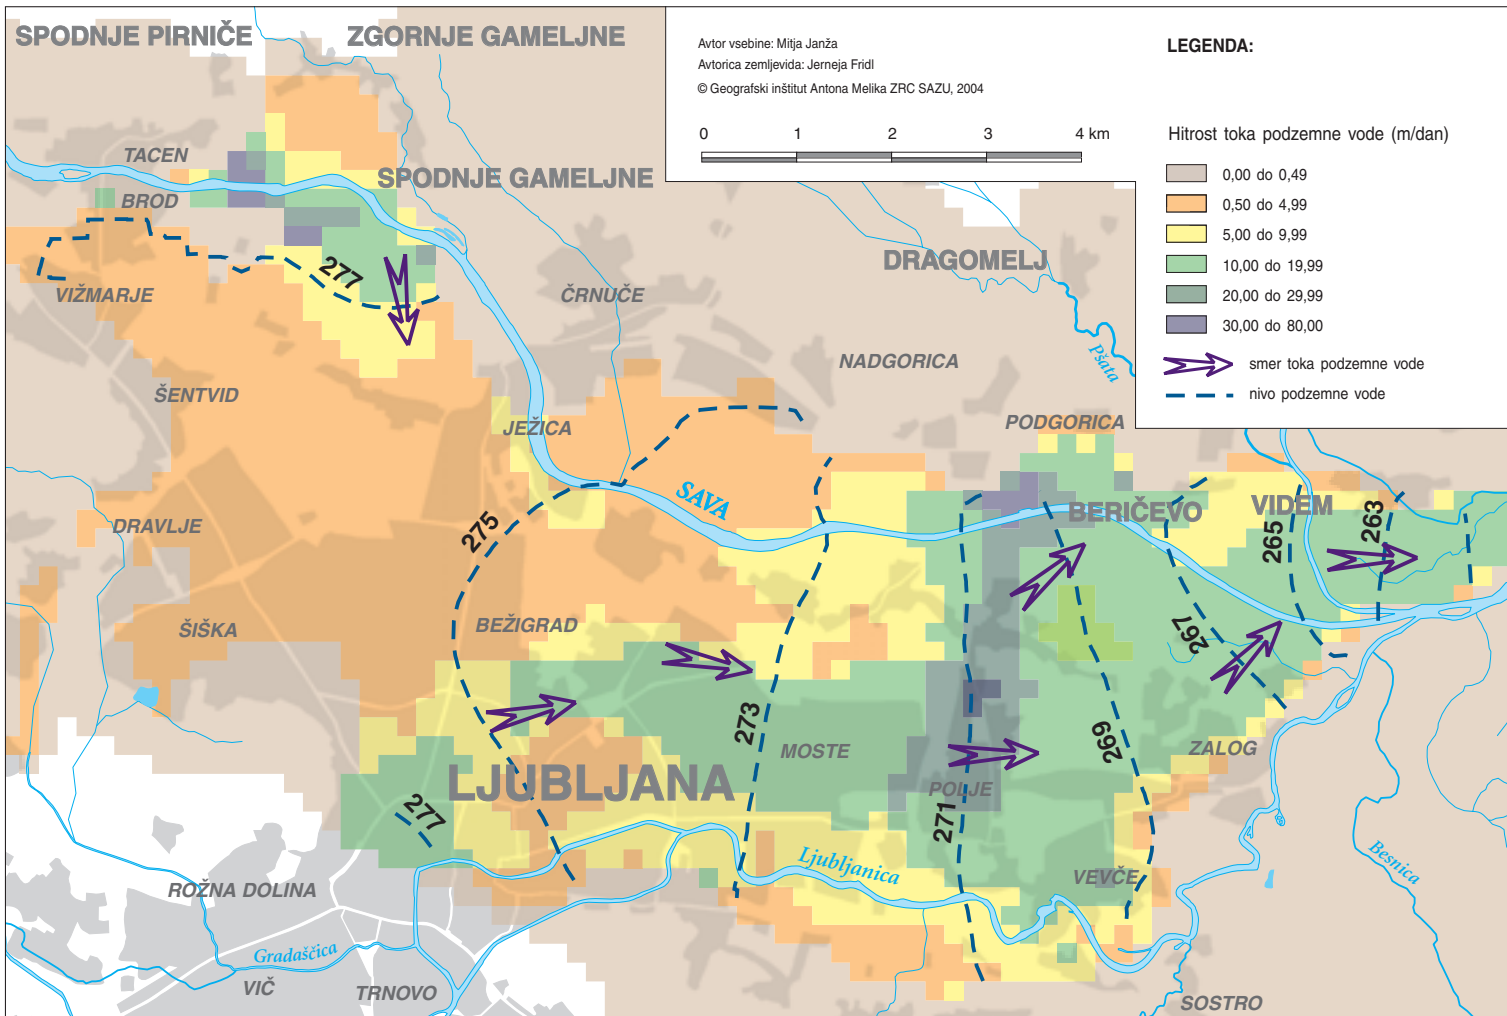 SPODNJE PIRNIČE
ZGORNJE GAMELJNE
Avtor vsebine: Mitja Janža
Avtorica zemljevida: Jerneja Fridl
© Geografski inštitut Antona Melika ZRC SAZU, 2004
0 1 2 3 4 km
LEGENDA:
Hitrost toka podzemne vode (m/dan)
0,00 do 0,49
0,50 do 4,99
5,00 do 9,99
10,00 do 19,99
20,00 do 29,99
30,00 do 80,00
smer toka podzemne vode
nivo podzemne vode
TACEN
SPODNJE GAMELJNE
BROD
DRAGOMELJ
277
VIŽMARJE
ČRNUČE
NADGORICA
Pšata
ŠENTVID
JEŽICA
PODGORICA
SAVA
BERIČEVO
VIDEM
DRAVLJE
275
265
263
ŠIŠKA
BEŽIGRAD
267
273
269
MOSTE
ZALOG
LJUBLJANA
POLJE
277
271
Ljubljanica
Besnica
ROŽNA DOLINA
VEVČE
Gradaščica
VIČ
TRNOVO
SOSTRO